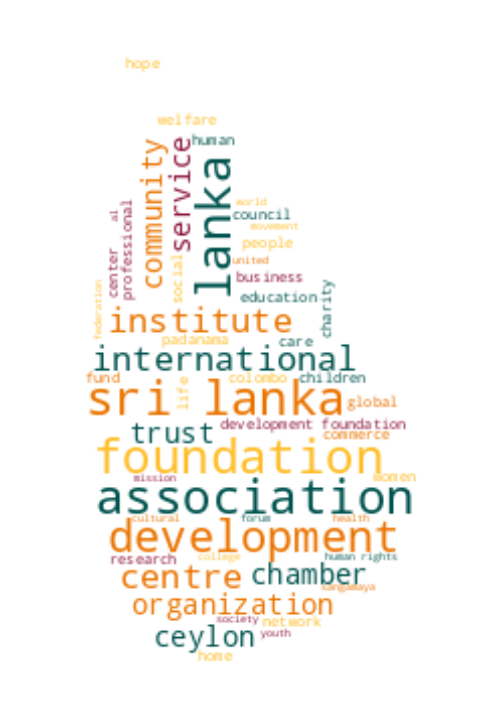 hope
welfare
human
community
service
lanka
world
council
movement
al
professional
center
people
social
united
business
education
charity
federation
institute
padanama
care
international
fund
life
colombo
children
sri lanka
global
trust
development foundation
commerce
foundation
mission
women
association
cultural
forum
health
development
research
college
human rights
centre
chamber
sangamaya
organization
society
network
ceylon
youth
home